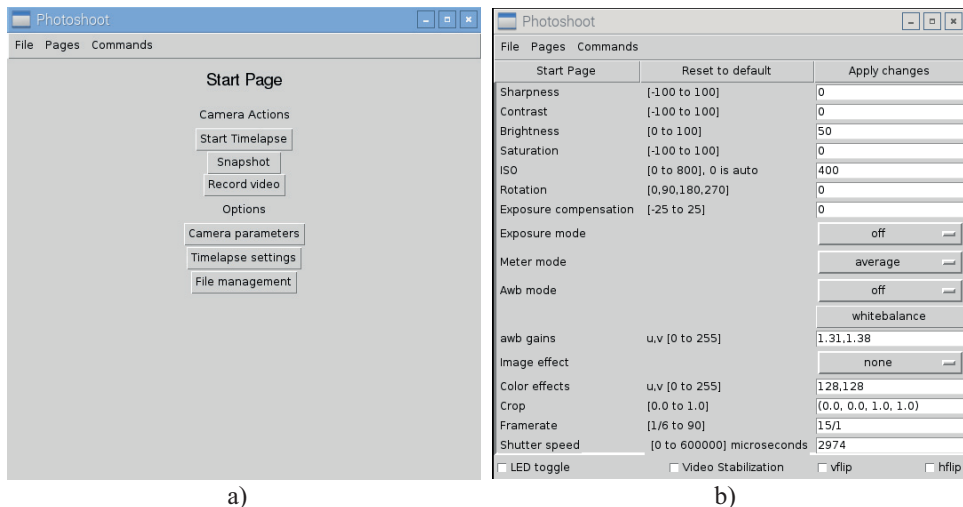 Photoshoot
File Pages Commands
Start Page
Camera Actions
Start Timelapse
Snapshot
Record video
Options
Camera parameters
Timelapse settings
File management
a)
Photoshoot
File Pages Commands
Start Page Reset to default Apply changes
Sharpness [-100 to 100] 0
Contrast [-100 to 100] 0
Brightness [0 to 100] 50
Saturation [-100 to 100] 0
ISO [0 to 800], 0 is auto 400
Rotation [0,90,180,270] 0
Exposure compensation [-25 to 25] 0
Exposure mode off
Meter mode average
Awb mode off
whitebalance
awb gains u,v [0 to 255] 1.31,1.38
Image effect none
Color effects u,v [0 to 255] 128,128
Crop [0.0 to 1.0] (0.0, 0.0, 1.0, 1.0)
Framerate [1/6 to 90] 15/1
Shutter speed [0 to 600000] microseconds 2974
LED toggle Video Stabilization vflip hflip
b)